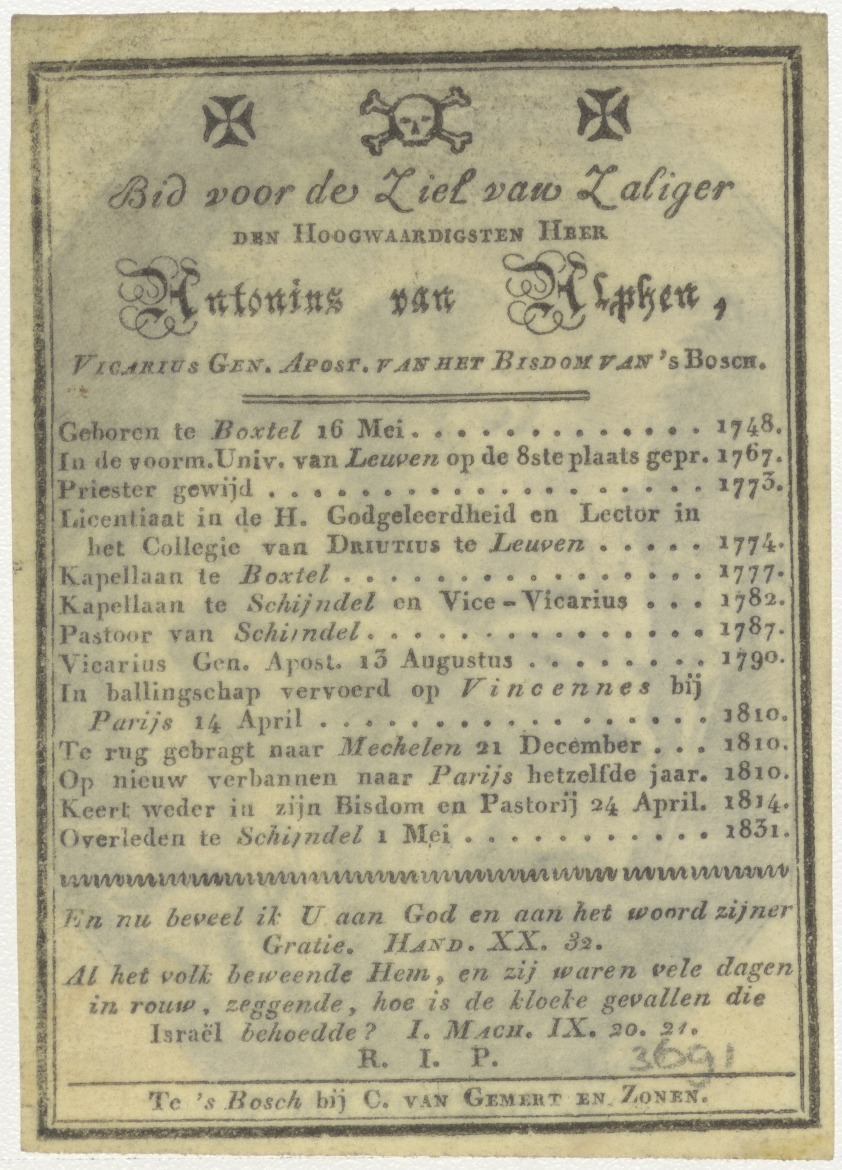 Bid voor de Ziel van Zaliger
DEN HOOGWAARDIGSTEN HEER
Antonius van Alphen,
VICARIUS GEN. APOST. VAN HET BISDOM VAN 's BOSCH.
Geboren te Boxtel 16 Mei. . . . . . . . . . . . . 1748.
In de voorm. Univ. van Leuven op de 8ste plaats gepr. 1767.
Priester gewijd . . . . . . . . . . . . . . . . . . 1773.
Licentiaat in de H. Godgeleerdheid en Lector in
het Collegie van DRIUTIUS te Leuven . . . . . 1774.
Kapellaan te Boxtel . . . . . . . . . . . . . . . 1777.
Kapellaan te Schijndel en Vice-Vicarius . . . 1782.
Pastoor van Schijndel. . . . . . . . . . . . . . 1787.
Vicarius Gen. Apost. 13 Augustus . . . . . . . . 1790.
In ballingschap vervoerd op Vincennes bij
Parijs 14 April . . . . . . . . . . . . . . . . . 1810.
Te rug gebragt naar Mechelen 21 December . . . 1810.
Op nieuw verbannen naar Parijs hetzelfde jaar. 1810.
Keert weder in zijn Bisdom en Pastorij 24 April. 1814.
Overleden te Schijndel 1 Mei . . . . . . . . . . . 1831.
En nu beveel ik U aan God en aan het woord zijner
Gratie. HAND. XX. 32.
Al het volk beweende Hem, en zij waren vele dagen
in rouw, zeggende, hoe is de kloeke gevallen die
Israël behoedde? I. MACH. IX. 20. 21.
R. I. P.
3691
Te 's Bosch bij C. VAN GEMERT EN ZONEN.